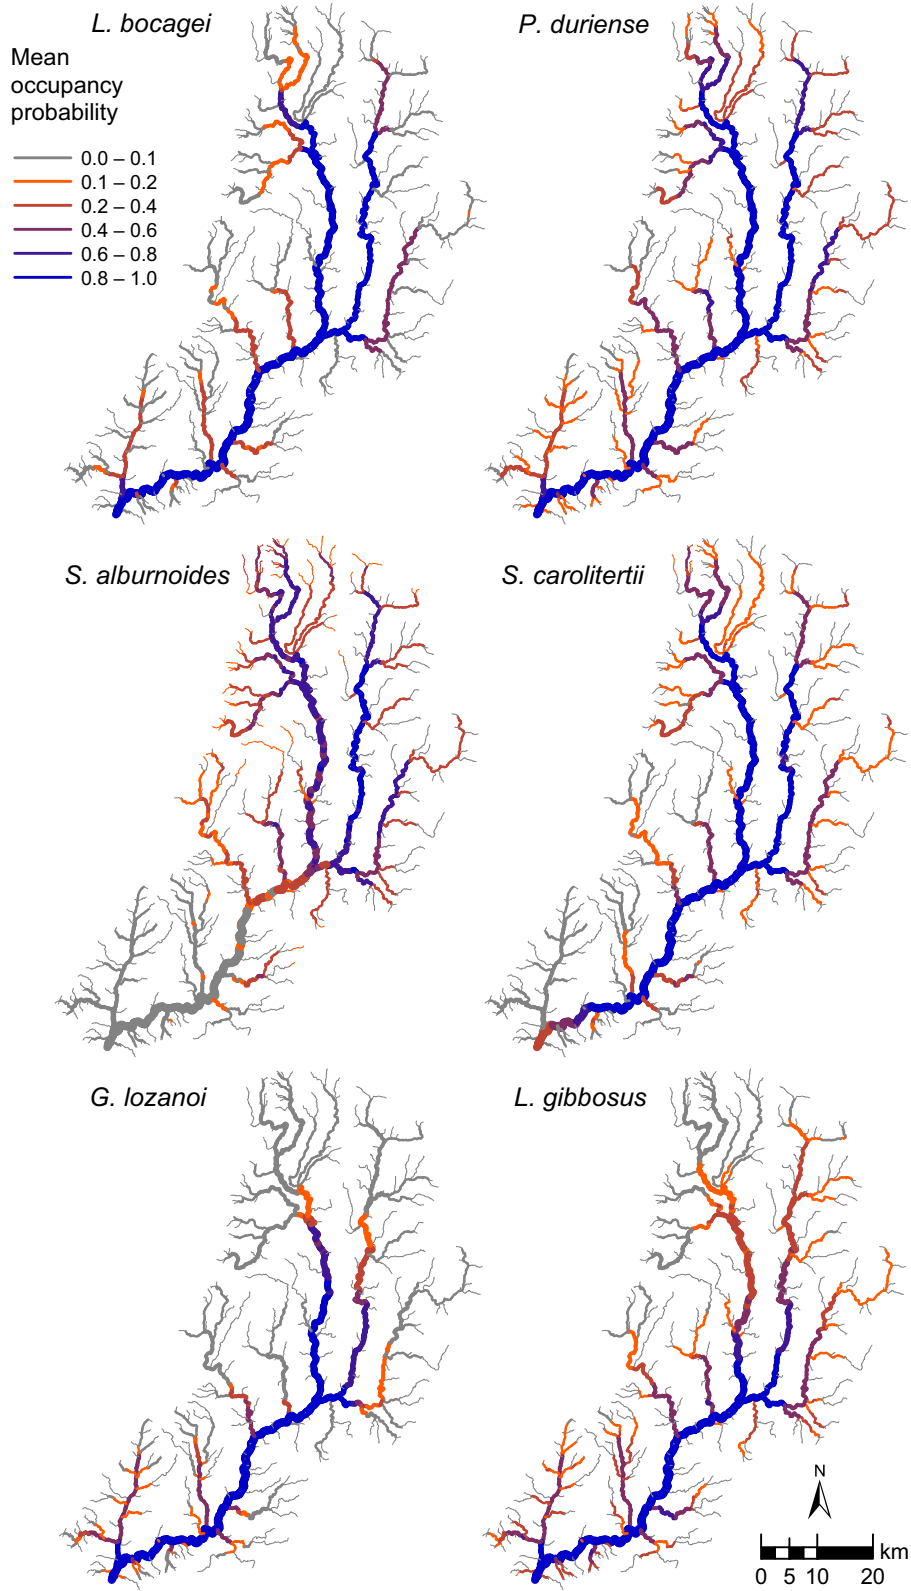 L. bocagei
P. duriense
Mean
occupancy
probability
0.0 – 0.1
0.1 – 0.2
0.2 – 0.4
0.4 – 0.6
0.6 – 0.8
0.8 – 1.0
S. alburnoides
S. carolitertii
G. lozanoi
L. gibbosus
N
km
0 5 10 20